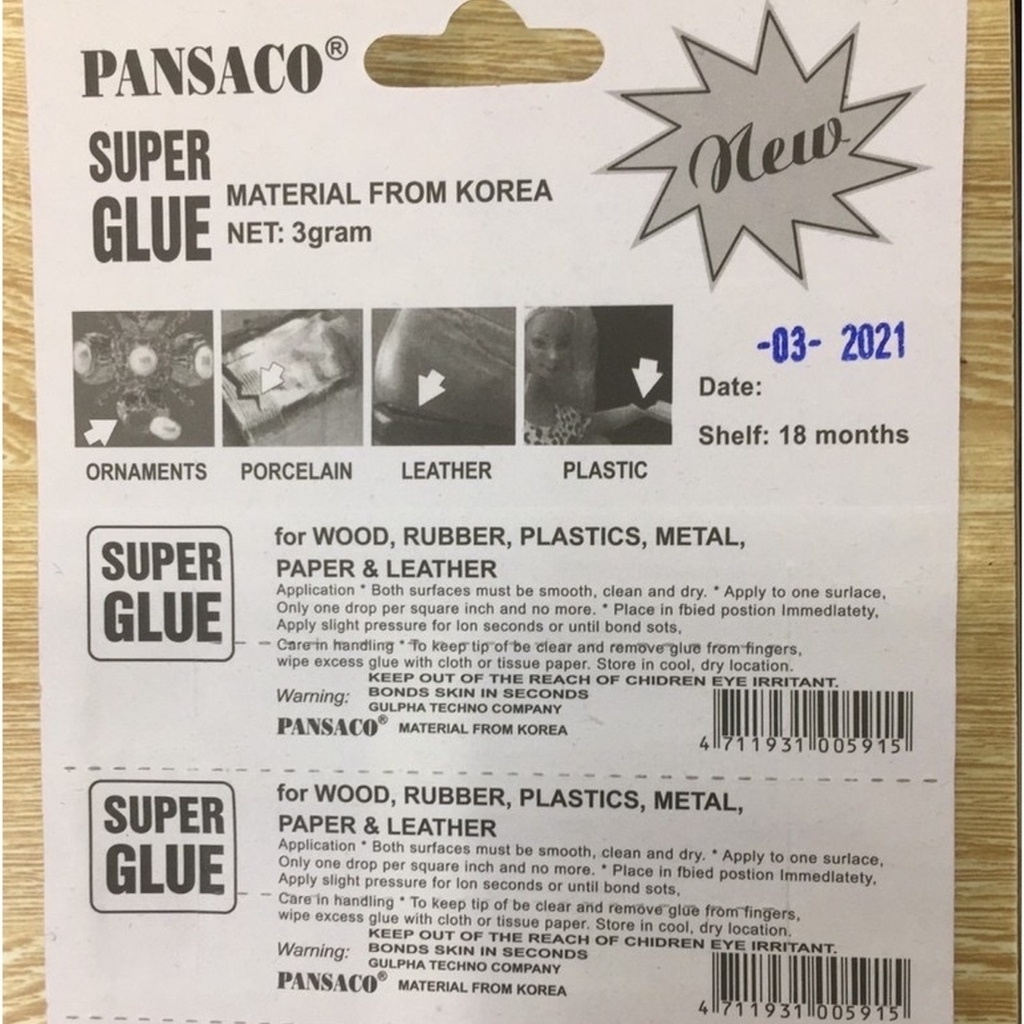 PANSACO®
New
SUPER
GLUE
MATERIAL FROM KOREA
NET: 3gram
-03- 2021
Date:
Shelf: 18 months
ORNAMENTS PORCELAIN LEATHER PLASTIC
SUPER
GLUE
for WOOD, RUBBER, PLASTICS, METAL,
PAPER & LEATHER
Application * Both surfaces must be smooth, clean and dry. * Apply to one surlace,
Only one drop per square inch and no more. * Place in fbied postion Immedlatety,
Apply slight pressure for lon seconds or until bond sots,
Care in handling * To keep tip of be clear and remove glue from fingers,
wipe excess glue with cloth or tissue paper. Store in cool, dry location.
KEEP OUT OF THE REACH OF CHIDREN EYE IRRITANT.
Warning: BONDS SKIN IN SECONDS
GULPHA TECHNO COMPANY
PANSACO® MATERIAL FROM KOREA
4 711931 005915
SUPER
GLUE
for WOOD, RUBBER, PLASTICS, METAL,
PAPER & LEATHER
Application * Both surfaces must be smooth, clean and dry. * Apply to one surlace,
Only one drop per square inch and no more. * Place in fbied postion Immedlatety,
Apply slight pressure for lon seconds or until bond sots,
Care in handling * To keep tip of be clear and remove glue from fingers,
wipe excess glue with cloth or tissue paper. Store in cool, dry location.
KEEP OUT OF THE REACH OF CHIDREN EYE IRRITANT.
Warning: BONDS SKIN IN SECONDS
GULPHA TECHNO COMPANY
PANSACO® MATERIAL FROM KOREA
4 711931 005915